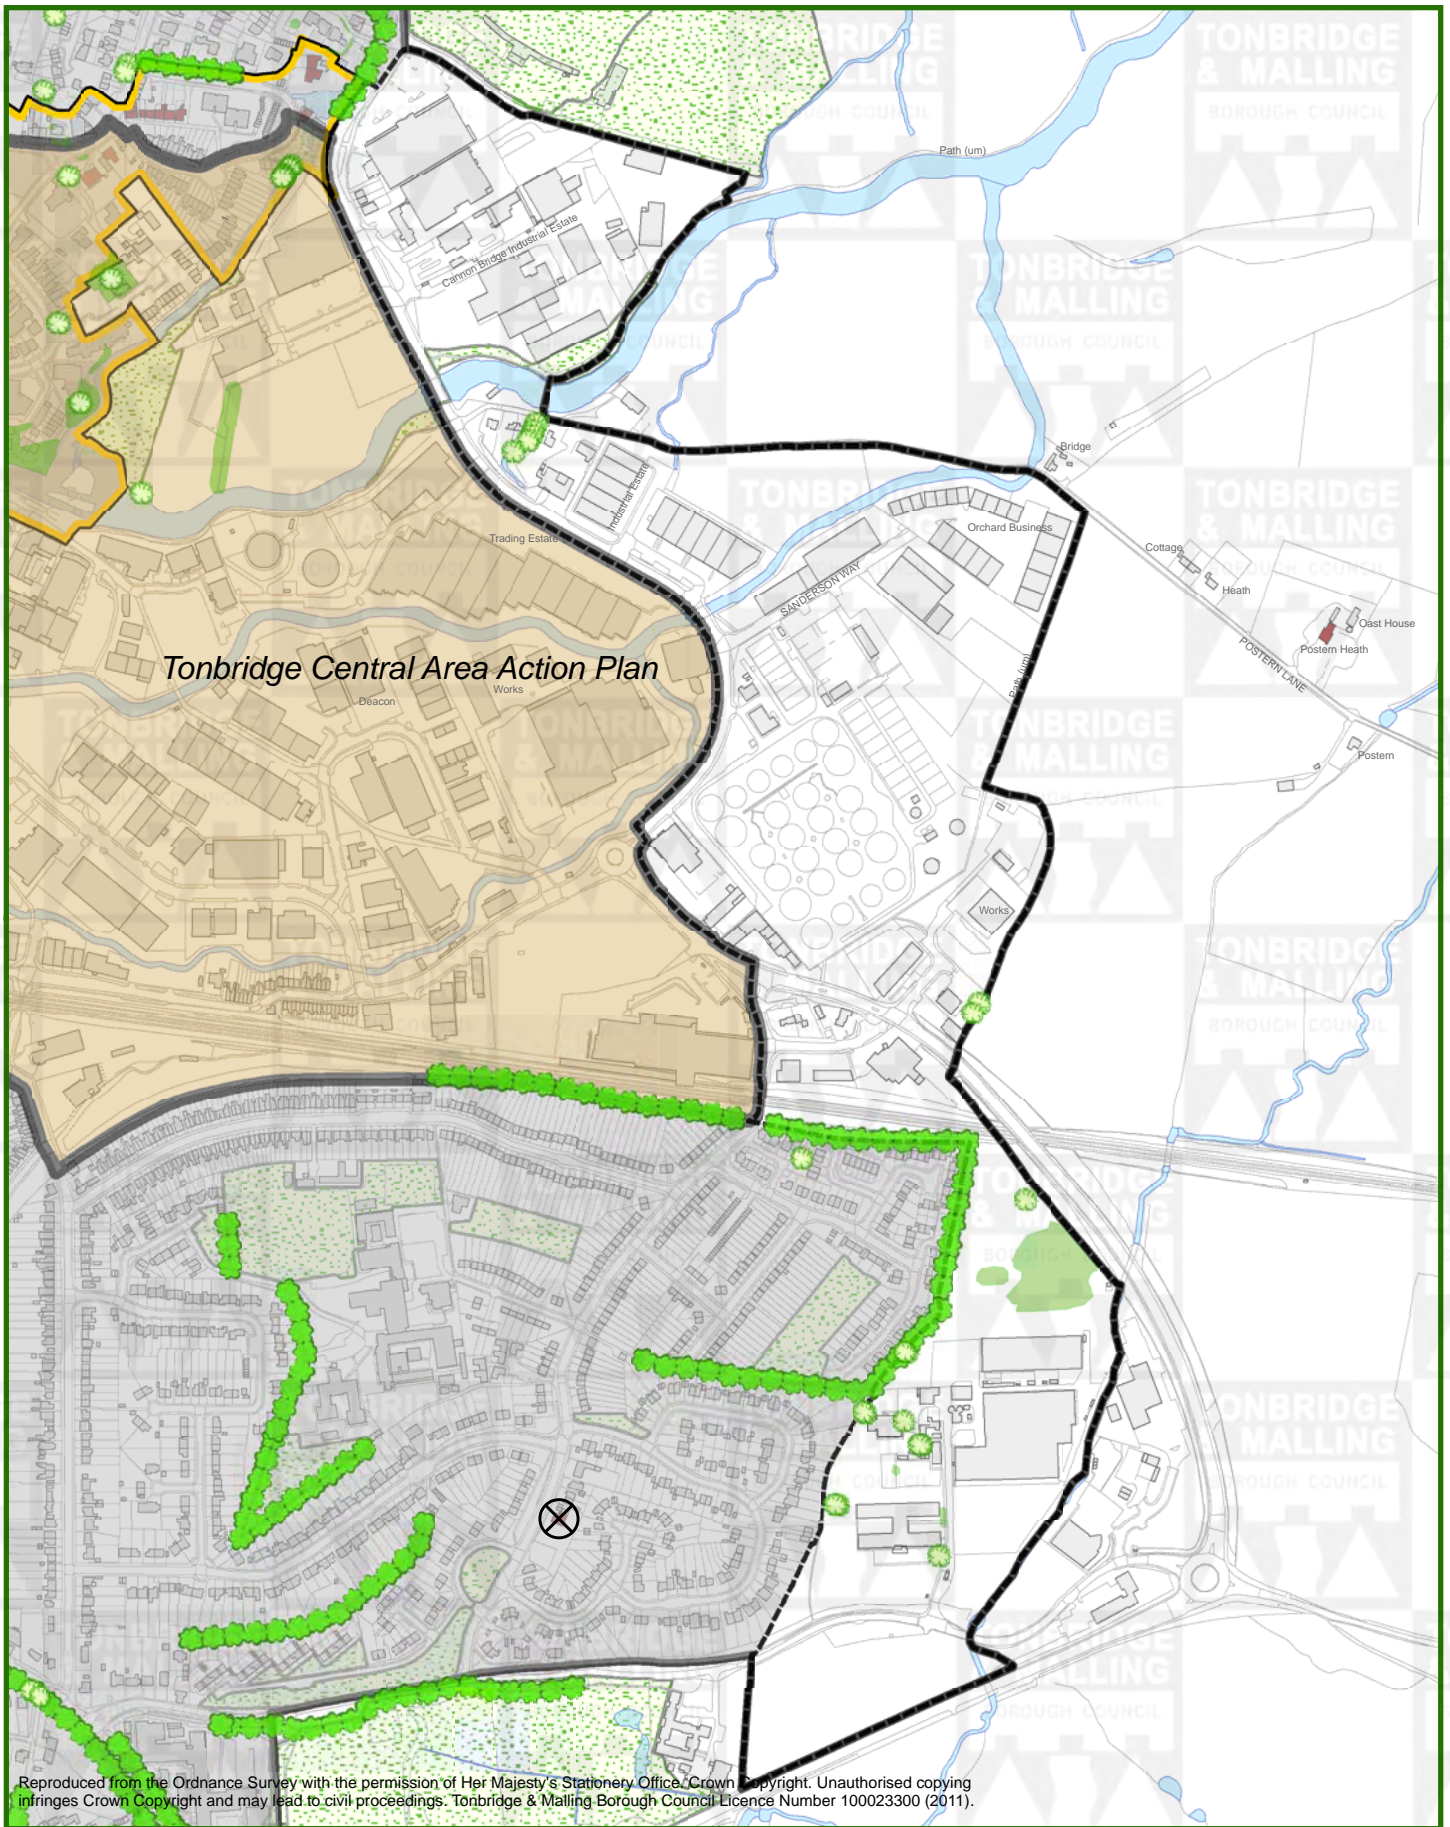 TONBRIDGE
& MALLING
BOROUGH COUNCIL
Path (um)
Cannon Bridge Industrial Estate
Bridge
Industrial Estate
Orchard Business
Trading Estate
Cottage
SANDERSON WAY
Heath
Oast House
Postern Heath
POSTERN LANE
Path (um)
Tonbridge Central Area Action Plan
Works
Deacon
Postern
Works
Reproduced from the Ordnance Survey with the permission of Her Majesty's Stationery Office. Crown Copyright. Unauthorised copying
infringes Crown Copyright and may lead to civil proceedings. Tonbridge & Malling Borough Council Licence Number 100023300 (2011).